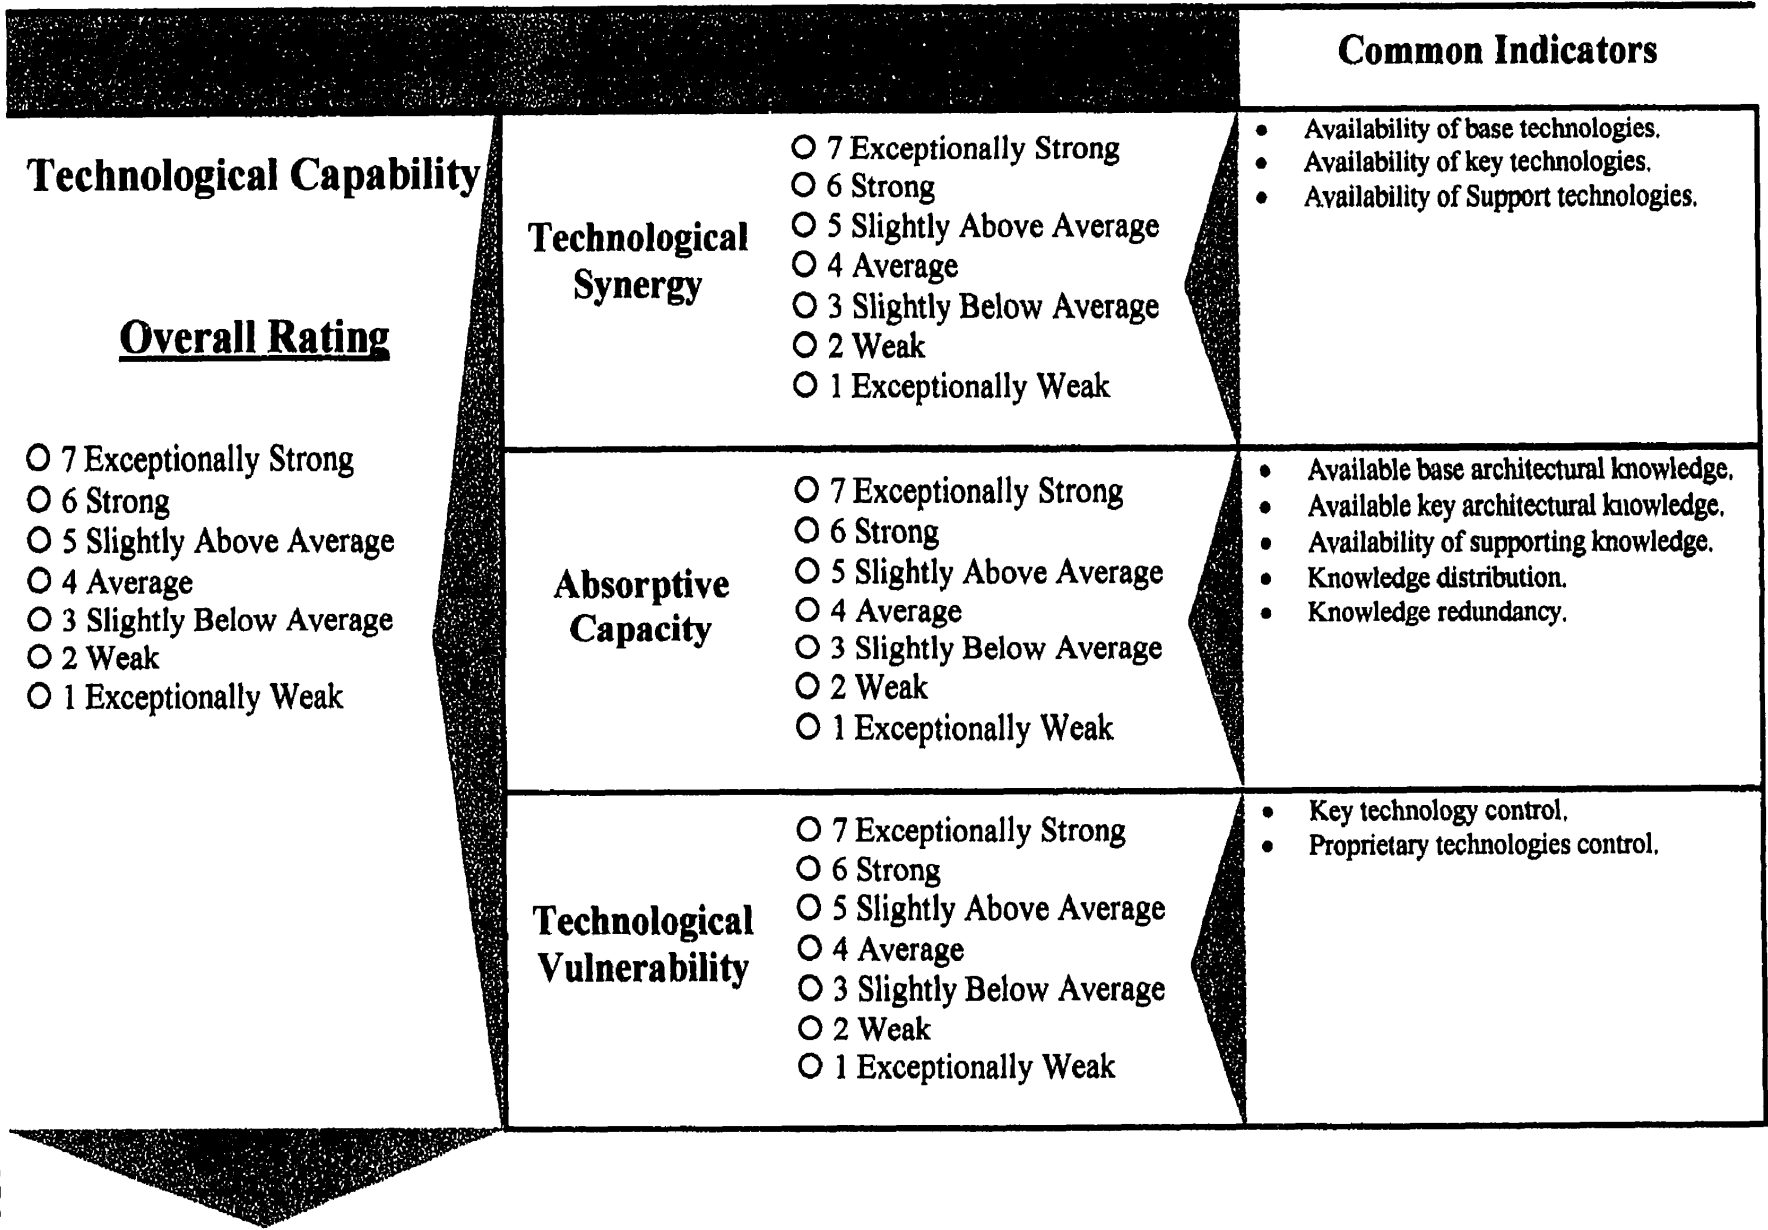 Common Indicators
Technological Capability
Overall Rating
O 7 Exceptionally Strong
O 6 Strong
O 5 Slightly Above Average
O 4 Average
O 3 Slightly Below Average
O 2 Weak
O 1 Exceptionally Weak
Technological
Synergy
O 7 Exceptionally Strong
O 6 Strong
O 5 Slightly Above Average
O 4 Average
O 3 Slightly Below Average
O 2 Weak
O 1 Exceptionally Weak
• Availability of base technologies.
• Availability of key technologies.
• Availability of Support technologies.
Absorptive
Capacity
O 7 Exceptionally Strong
O 6 Strong
O 5 Slightly Above Average
O 4 Average
O 3 Slightly Below Average
O 2 Weak
O 1 Exceptionally Weak
• Available base architectural knowledge.
• Available key architectural knowledge.
• Availability of supporting knowledge.
• Knowledge distribution.
• Knowledge redundancy.
Technological
Vulnerability
O 7 Exceptionally Strong
O 6 Strong
O 5 Slightly Above Average
O 4 Average
O 3 Slightly Below Average
O 2 Weak
O 1 Exceptionally Weak
• Key technology control.
• Proprietary technologies control.